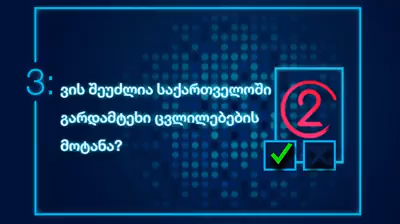 3:
ვის შეუძლია საქართველოში
გარდამტეხი ცვლილებების
მოტანა?
2